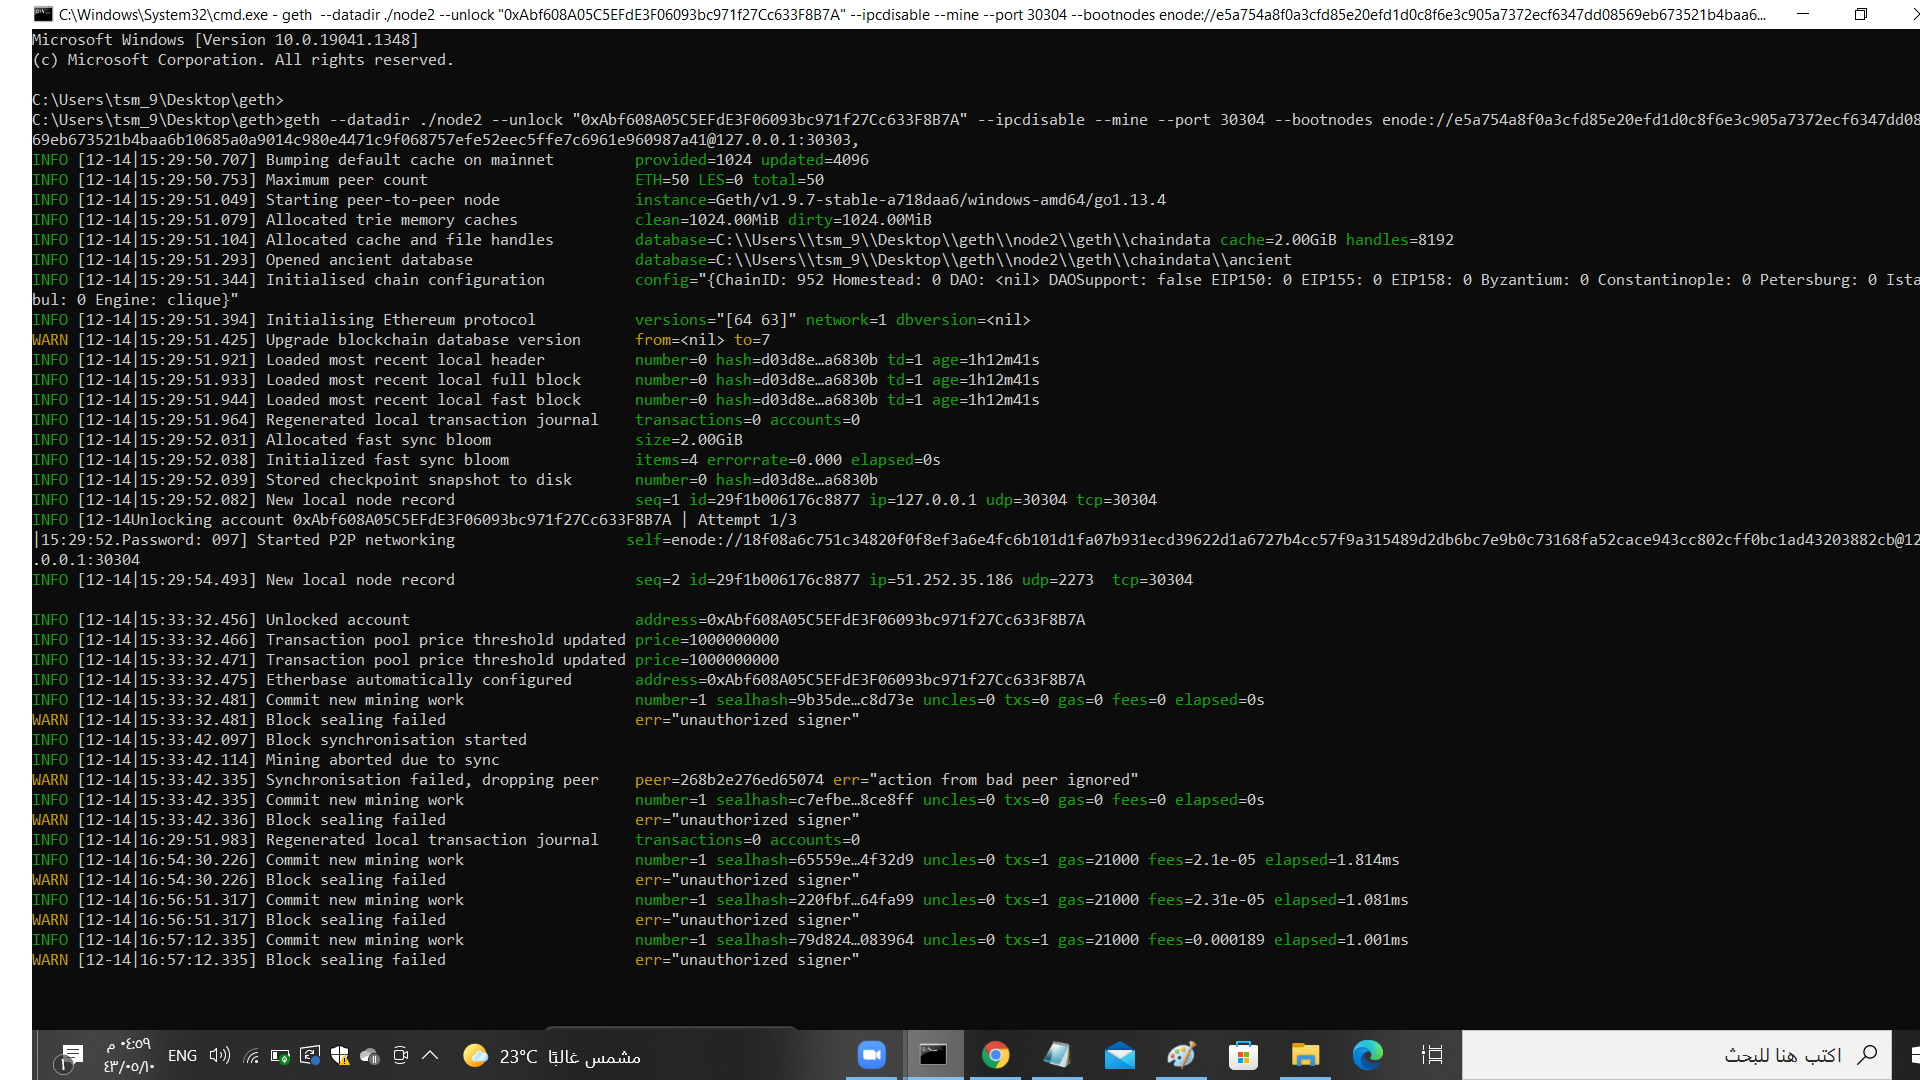 C:\Windows\System32\cmd.exe - geth --datadir ./node2 --unlock "0xAbf608A05C5EFdE3F06093bc971f27Cc633F8B7A" --ipcdisable --mine --port 30304 --bootnodes enode://e5a754a8f0a3cfd85e20efd1d0c8f6e3c905a7372ecf6347dd08569eb673521b4baa6...
Microsoft Windows [Version 10.0.19041.1348]
(c) Microsoft Corporation. All rights reserved.
C:\Users\tsm_9\Desktop\geth>
C:\Users\tsm_9\Desktop\geth>geth --datadir ./node2 --unlock "0xAbf608A05C5EFdE3F06093bc971f27Cc633F8B7A" --ipcdisable --mine --port 30304 --bootnodes enode://e5a754a8f0a3cfd85e20efd1d0c8f6e3c905a7372ecf6347dd08
69eb673521b4baa6b10685a0a9014c980e4471c9f068757efe52eec5ffe7c6961e960987a41@127.0.0.1:30303,
INFO [12-14|15:29:50.707] Bumping default cache on mainnet provided=1024 updated=4096
INFO [12-14|15:29:50.753] Maximum peer count ETH=50 LES=0 total=50
INFO [12-14|15:29:51.049] Starting peer-to-peer node instance=Geth/v1.9.7-stable-a718daa6/windows-amd64/go1.13.4
INFO [12-14|15:29:51.079] Allocated trie memory caches clean=1024.00MiB dirty=1024.00MiB
INFO [12-14|15:29:51.104] Allocated cache and file handles database=C:\\Users\\tsm_9\\Desktop\\geth\\node2\\geth\\chaindata cache=2.00GiB handles=8192
INFO [12-14|15:29:51.293] Opened ancient database database=C:\\Users\\tsm_9\\Desktop\\geth\\node2\\geth\\chaindata\\ancient
INFO [12-14|15:29:51.344] Initialised chain configuration config="{ChainID: 952 Homestead: 0 DAO: <nil> DAOSupport: false EIP150: 0 EIP155: 0 EIP158: 0 Byzantium: 0 Constantinople: 0 Petersburg: 0 Ista
bul: 0 Engine: clique}"
INFO [12-14|15:29:51.394] Initialising Ethereum protocol versions="[64 63]" network=1 dbversion=<nil>
WARN [12-14|15:29:51.425] Upgrade blockchain database version from=<nil> to=7
INFO [12-14|15:29:51.921] Loaded most recent local header number=0 hash=d03d8e…a6830b td=1 age=1h12m41s
INFO [12-14|15:29:51.933] Loaded most recent local full block number=0 hash=d03d8e…a6830b td=1 age=1h12m41s
INFO [12-14|15:29:51.944] Loaded most recent local fast block number=0 hash=d03d8e…a6830b td=1 age=1h12m41s
INFO [12-14|15:29:51.964] Regenerated local transaction journal transactions=0 accounts=0
INFO [12-14|15:29:52.031] Allocated fast sync bloom size=2.00GiB
INFO [12-14|15:29:52.038] Initialized fast sync bloom items=4 errorrate=0.000 elapsed=0s
INFO [12-14|15:29:52.039] Stored checkpoint snapshot to disk number=0 hash=d03d8e…a6830b
INFO [12-14|15:29:52.082] New local node record seq=1 id=29f1b006176c8877 ip=127.0.0.1 udp=30304 tcp=30304
INFO [12-14Unlocking account 0xAbf608A05C5EFdE3F06093bc971f27Cc633F8B7A | Attempt 1/3
|15:29:52.Password: 097] Started P2P networking self=enode://18f08a6c751c34820f0f8ef3a6e4fc6b101d1fa07b931ecd39622d1a6727b4cc57f9a315489d2db6bc7e9b0c73168fa52cace943cc802cff0bc1ad43203882cb@12
.0.0.1:30304
INFO [12-14|15:29:54.493] New local node record seq=2 id=29f1b006176c8877 ip=51.252.35.186 udp=2273 tcp=30304
INFO [12-14|15:33:32.456] Unlocked account address=0xAbf608A05C5EFdE3F06093bc971f27Cc633F8B7A
INFO [12-14|15:33:32.466] Transaction pool price threshold updated price=1000000000
INFO [12-14|15:33:32.471] Transaction pool price threshold updated price=1000000000
INFO [12-14|15:33:32.475] Etherbase automatically configured address=0xAbf608A05C5EFdE3F06093bc971f27Cc633F8B7A
INFO [12-14|15:33:32.481] Commit new mining work number=1 sealhash=9b35de…c8d73e uncles=0 txs=0 gas=0 fees=0 elapsed=0s
WARN [12-14|15:33:32.481] Block sealing failed err="unauthorized signer"
INFO [12-14|15:33:42.097] Block synchronisation started
INFO [12-14|15:33:42.114] Mining aborted due to sync
WARN [12-14|15:33:42.335] Synchronisation failed, dropping peer peer=268b2e276ed65074 err="action from bad peer ignored"
INFO [12-14|15:33:42.335] Commit new mining work number=1 sealhash=c7efbe…8ce8ff uncles=0 txs=0 gas=0 fees=0 elapsed=0s
WARN [12-14|15:33:42.336] Block sealing failed err="unauthorized signer"
INFO [12-14|16:29:51.983] Regenerated local transaction journal transactions=0 accounts=0
INFO [12-14|16:54:30.226] Commit new mining work number=1 sealhash=65559e…4f32d9 uncles=0 txs=1 gas=21000 fees=2.1e-05 elapsed=1.814ms
WARN [12-14|16:54:30.226] Block sealing failed err="unauthorized signer"
INFO [12-14|16:56:51.317] Commit new mining work number=1 sealhash=220fbf…64fa99 uncles=0 txs=1 gas=21000 fees=2.31e-05 elapsed=1.081ms
WARN [12-14|16:56:51.317] Block sealing failed err="unauthorized signer"
INFO [12-14|16:57:12.335] Commit new mining work number=1 sealhash=79d824…083964 uncles=0 txs=1 gas=21000 fees=0.000189 elapsed=1.001ms
WARN [12-14|16:57:12.335] Block sealing failed err="unauthorized signer"
١
٠٤:٥٩ م
٤٣/٠٥/١٠
ENG
23°C مشمس غالبًا
اكتب هنا للبحث